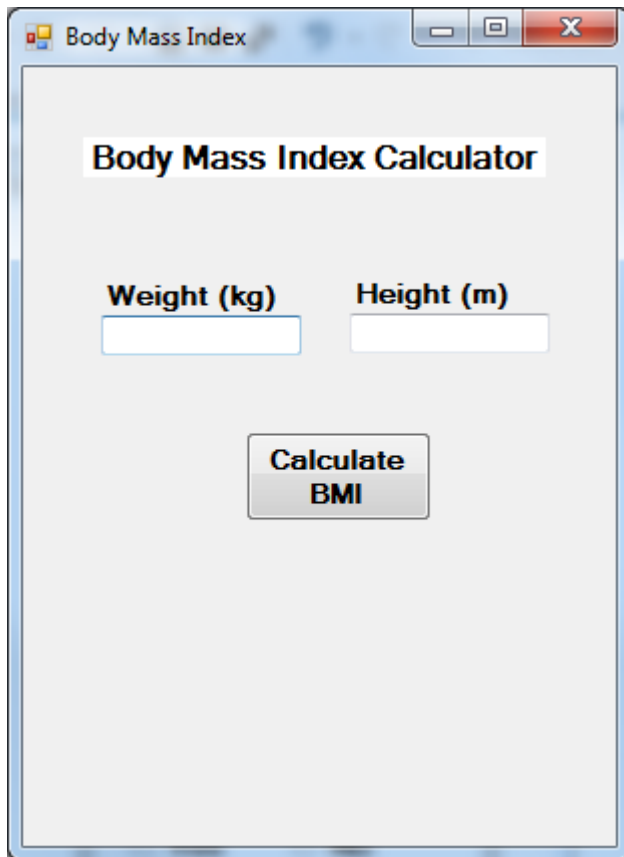 Body Mass Index
Body Mass Index Calculator
Weight (kg) Height (m)
Calculate
BMI